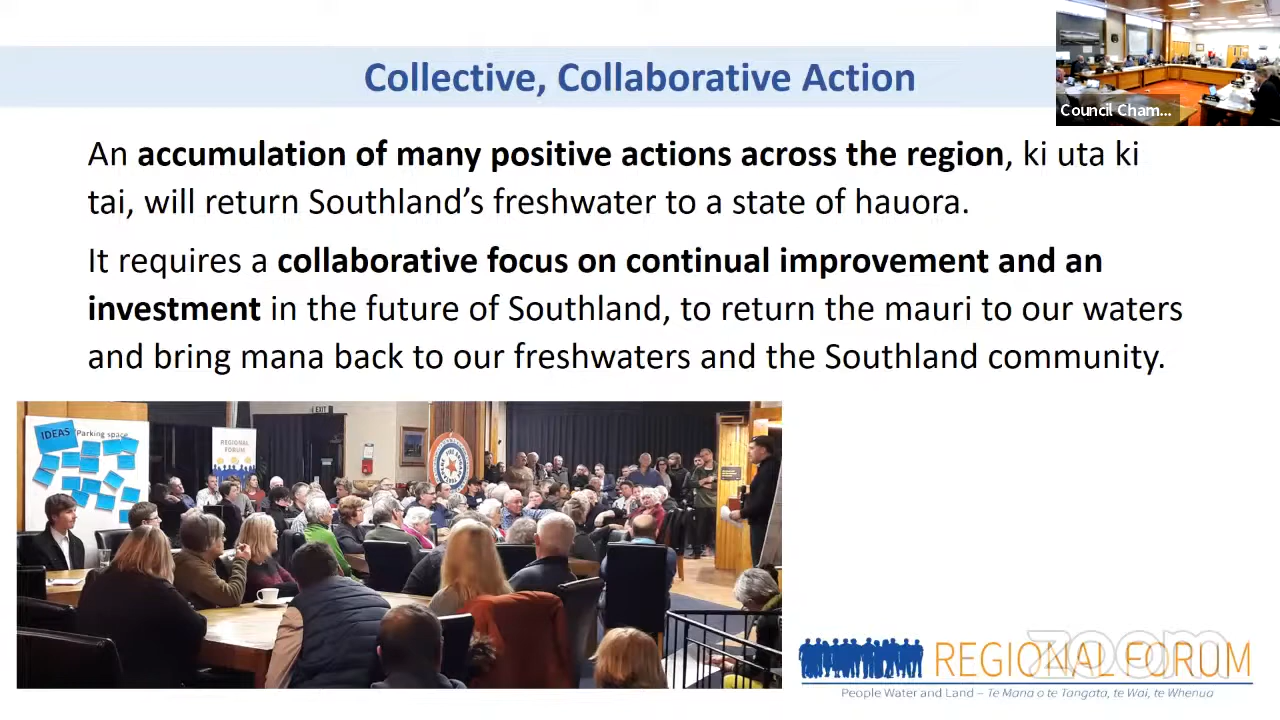 Collective, Collaborative Action
Council Cham...
An accumulation of many positive actions across the region, ki uta ki
tai, will return Southland's freshwater to a state of hauora.
It requires a collaborative focus on continual improvement and an
investment in the future of Southland, to return the mauri to our waters
and bring mana back to our freshwaters and the Southland community.
EXIT
IDEAS
Parking space
REGIONAL
FORUM
zoom
REGIONAL FORUM
People Water and Land – Te Mana o te Tangata, te Wai, te Whenua